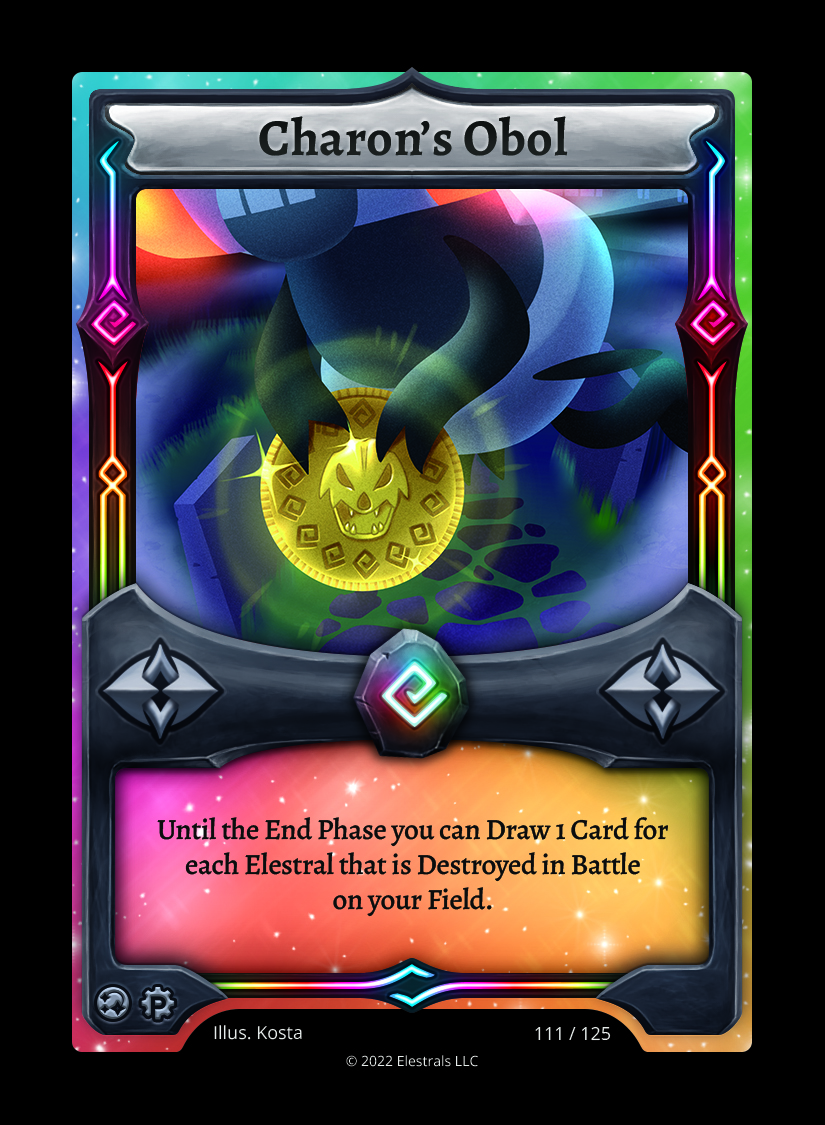 Charon’s Obol
Until the End Phase you can Draw 1 Card for
each Elestral that is Destroyed in Battle
on your Field.
P
Illus. Kosta
111 / 125
© 2022 Elestrals LLC